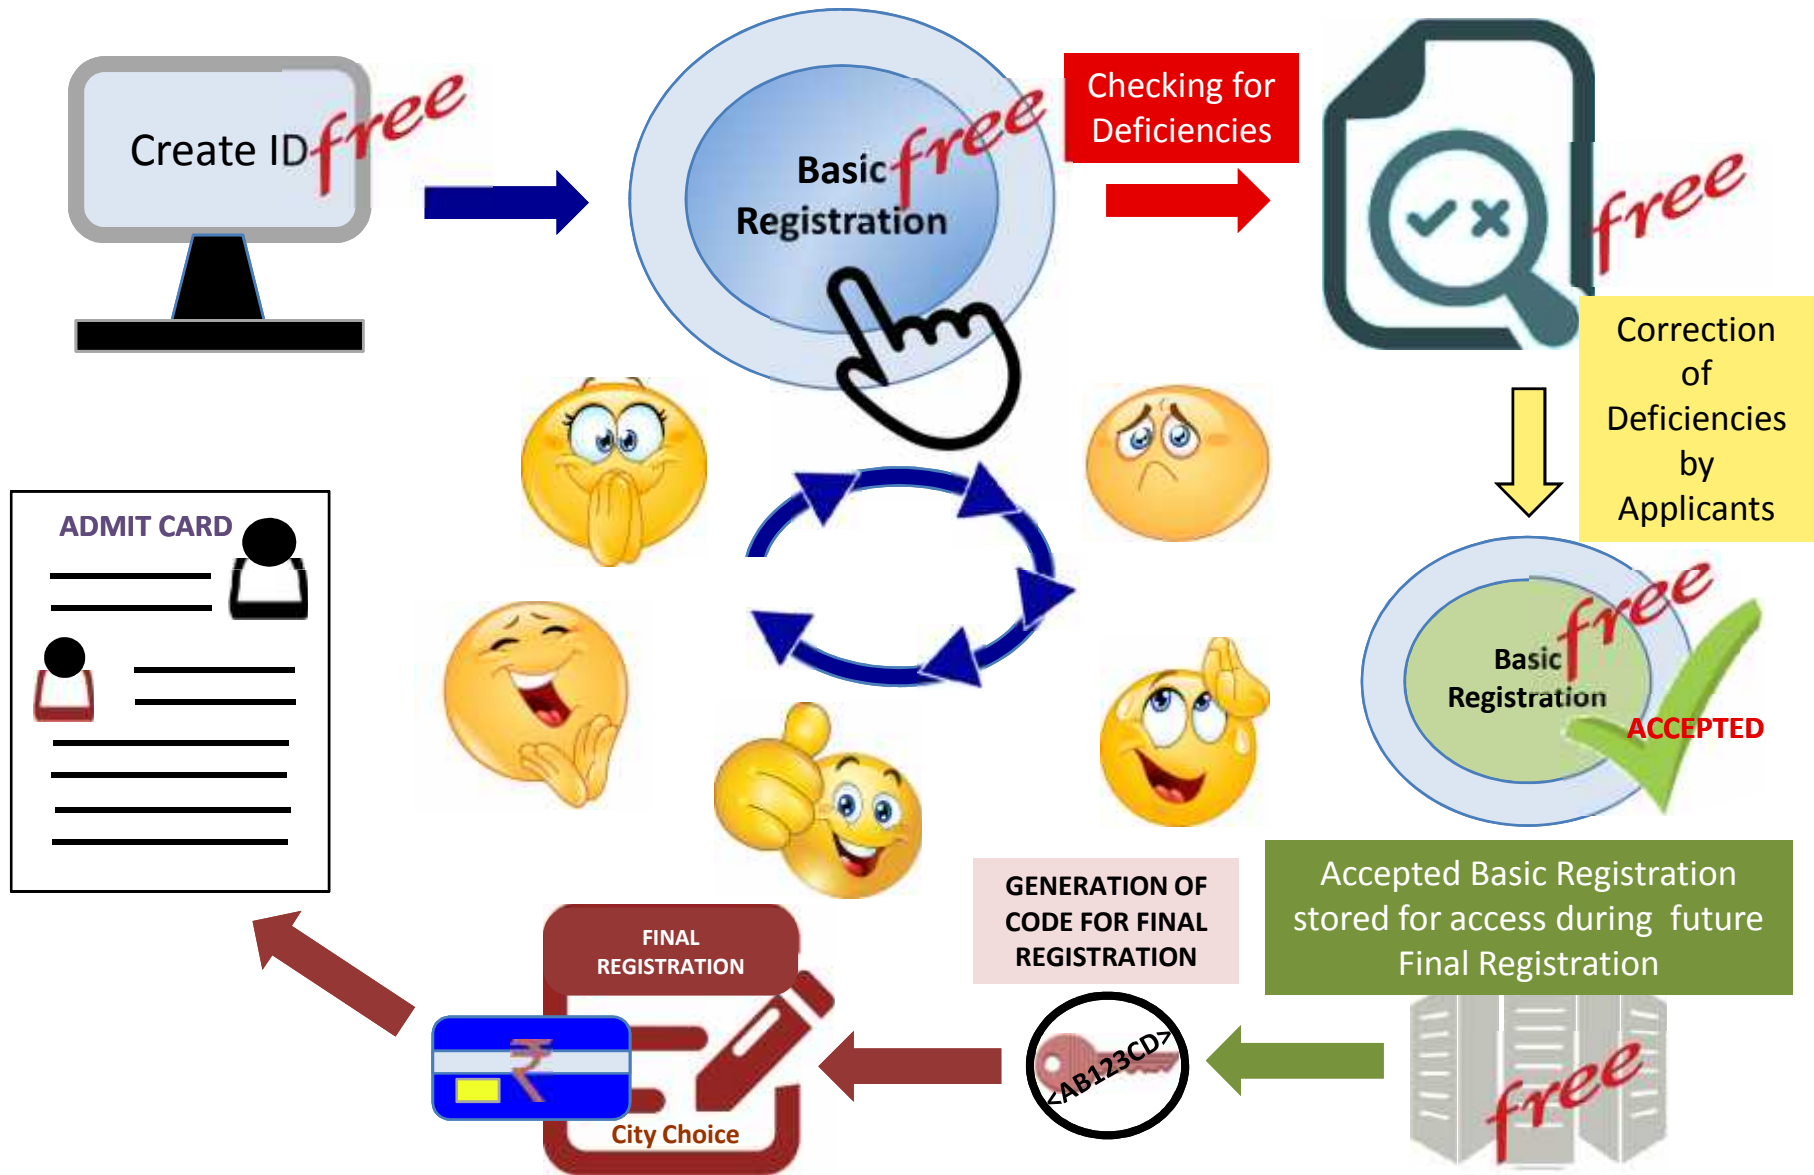 Create ID
free
Basic
Registration
free
Checking for
Deficiencies
free
Correction
of
Deficiencies
by
Applicants
Basic
Registration
free
ACCEPTED
Accepted Basic Registration
stored for access during future
Final Registration
free
GENERATION OF
CODE FOR FINAL
REGISTRATION
<AB123CD>
FINAL
REGISTRATION
₹
City Choice
ADMIT CARD